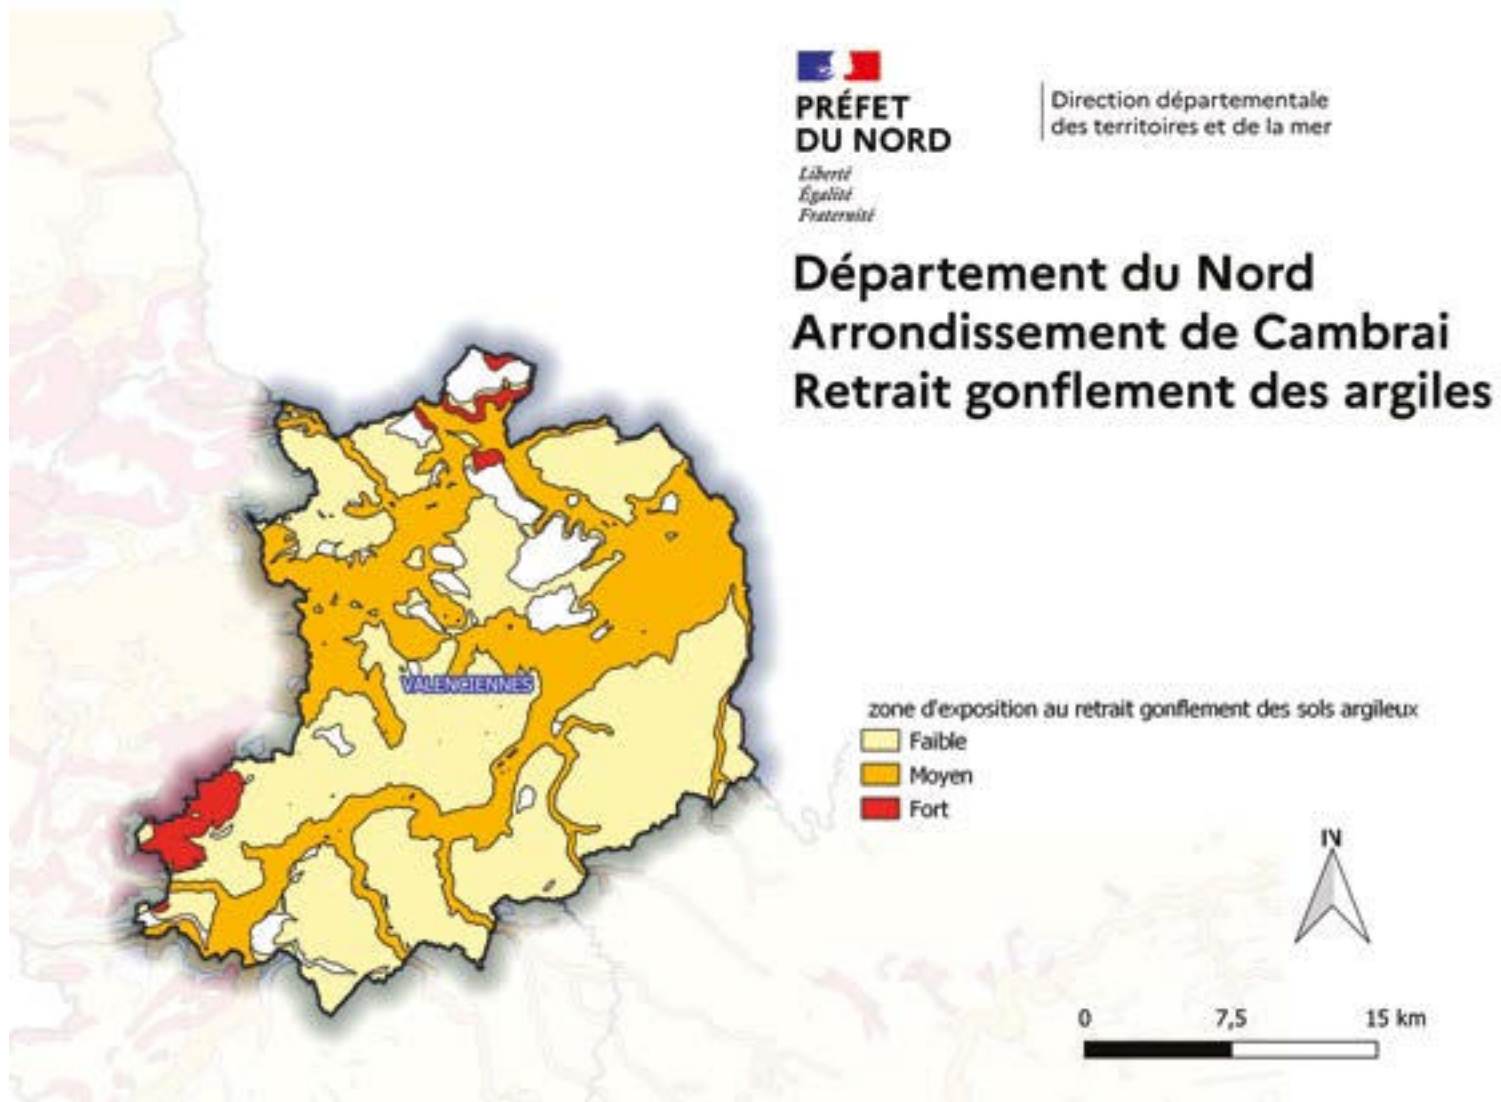 PRÉFET
DU NORD
Liberté
Égalité
Fraternité
Direction départementale
des territoires et de la mer
Département du Nord
Arrondissement de Cambrai
Retrait gonflement des argiles
VALENCIENNES
zone d'exposition au retrait gonflement des sols argileux
Faible
Moyen
Fort
N
0 7,5 15 km